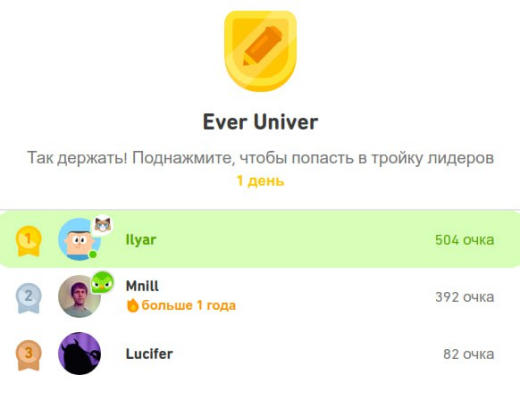 Ever Univer
Так держать! Поднажмите, чтобы попасть в тройку лидеров
1 день
1 Ilyar 504 очка
2 Mnill 392 очка
больше 1 года
3 Lucifer 82 очка